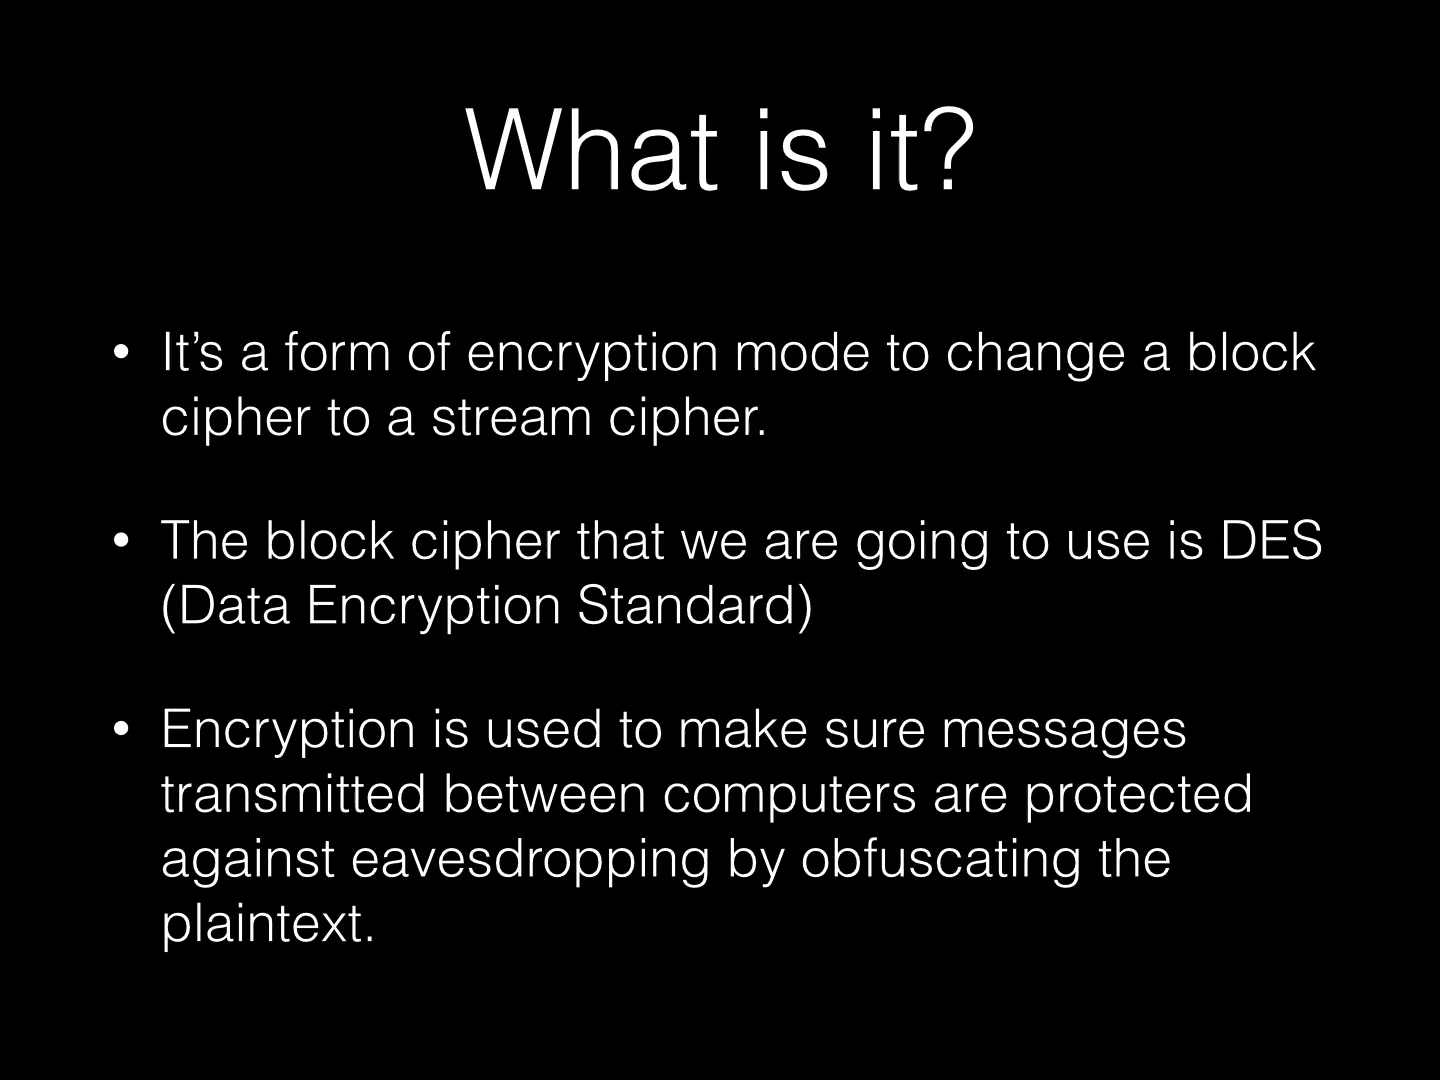 What is it?
• It’s a form of encryption mode to change a block
cipher to a stream cipher.
• The block cipher that we are going to use is DES
(Data Encryption Standard)
• Encryption is used to make sure messages
transmitted between computers are protected
against eavesdropping by obfuscating the
plaintext.